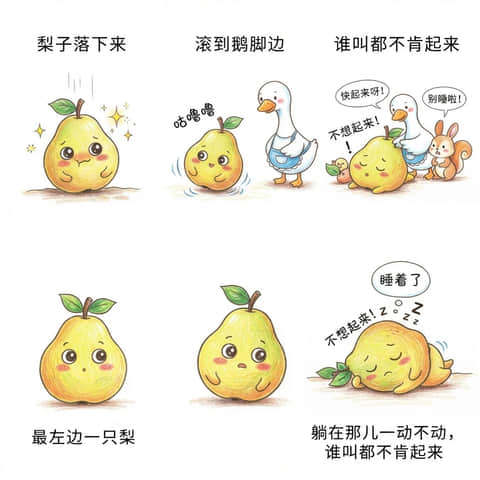 梨子落下来
滚到鹅脚边
谁叫都不肯起来
咕噜噜
快起来呀!
别睡啦!
不想起来!
!
睡着了
不想起来!
z z z Z
最左边一只梨
躺在那儿一动不动,
谁叫都不肯起来